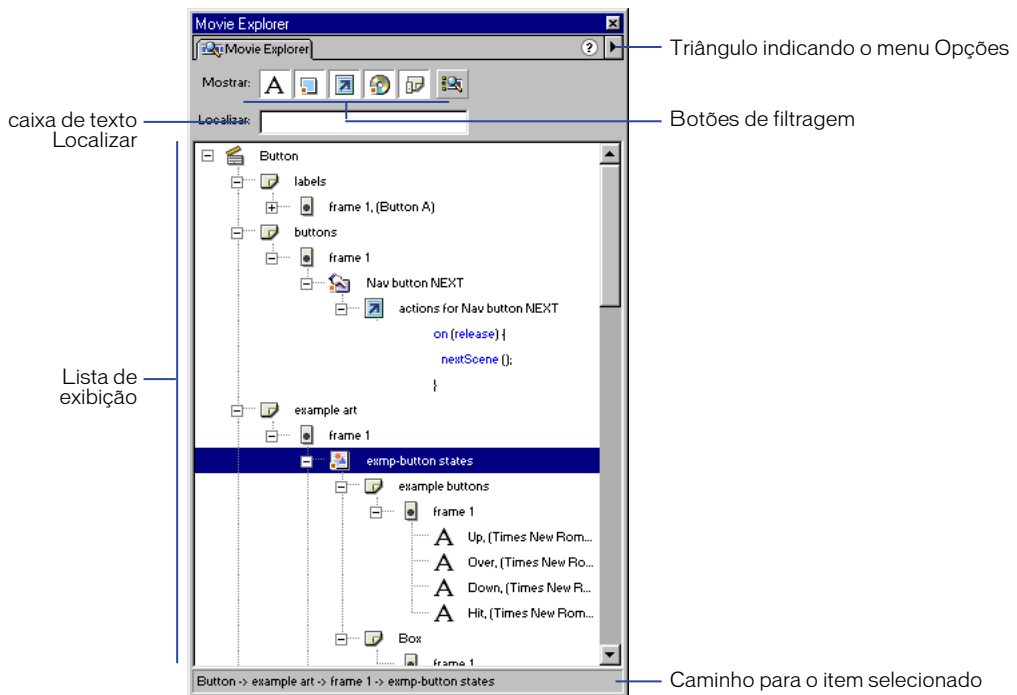 Movie Explorer
Movie Explorer
?
Triângulo indicando o menu Opções
Mostrar:
A
caixa de texto
Localizar
Localizar:
Botões de filtragem
Button
labels
frame 1, (Button A)
buttons
frame 1
Nav button NEXT
actions for Nav button NEXT
on (release) {
nextScene ();
}
Lista de
exibição
example art
frame 1
exmp-button states
example buttons
frame 1
A Up, (Times New Rom...
A Over, (Times New Ro...
A Down, (Times New R...
A Hit, (Times New Rom...
Box
frame 1
Button -> example art -> frame 1 -> exmp-button states
Caminho para o item selecionado